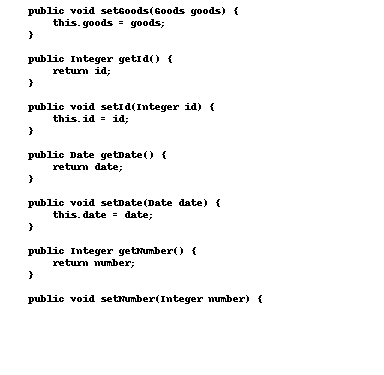 public void setGoods(Goods goods) {
    this.goods = goods;
}
public Integer getId() {
    return id;
}
public void setId(Integer id) {
    this.id = id;
}
public Date getDate() {
    return date;
}
public void setDate(Date date) {
    this.date = date;
}
public Integer getNumber() {
    return number;
}
public void setNumber(Integer number) {